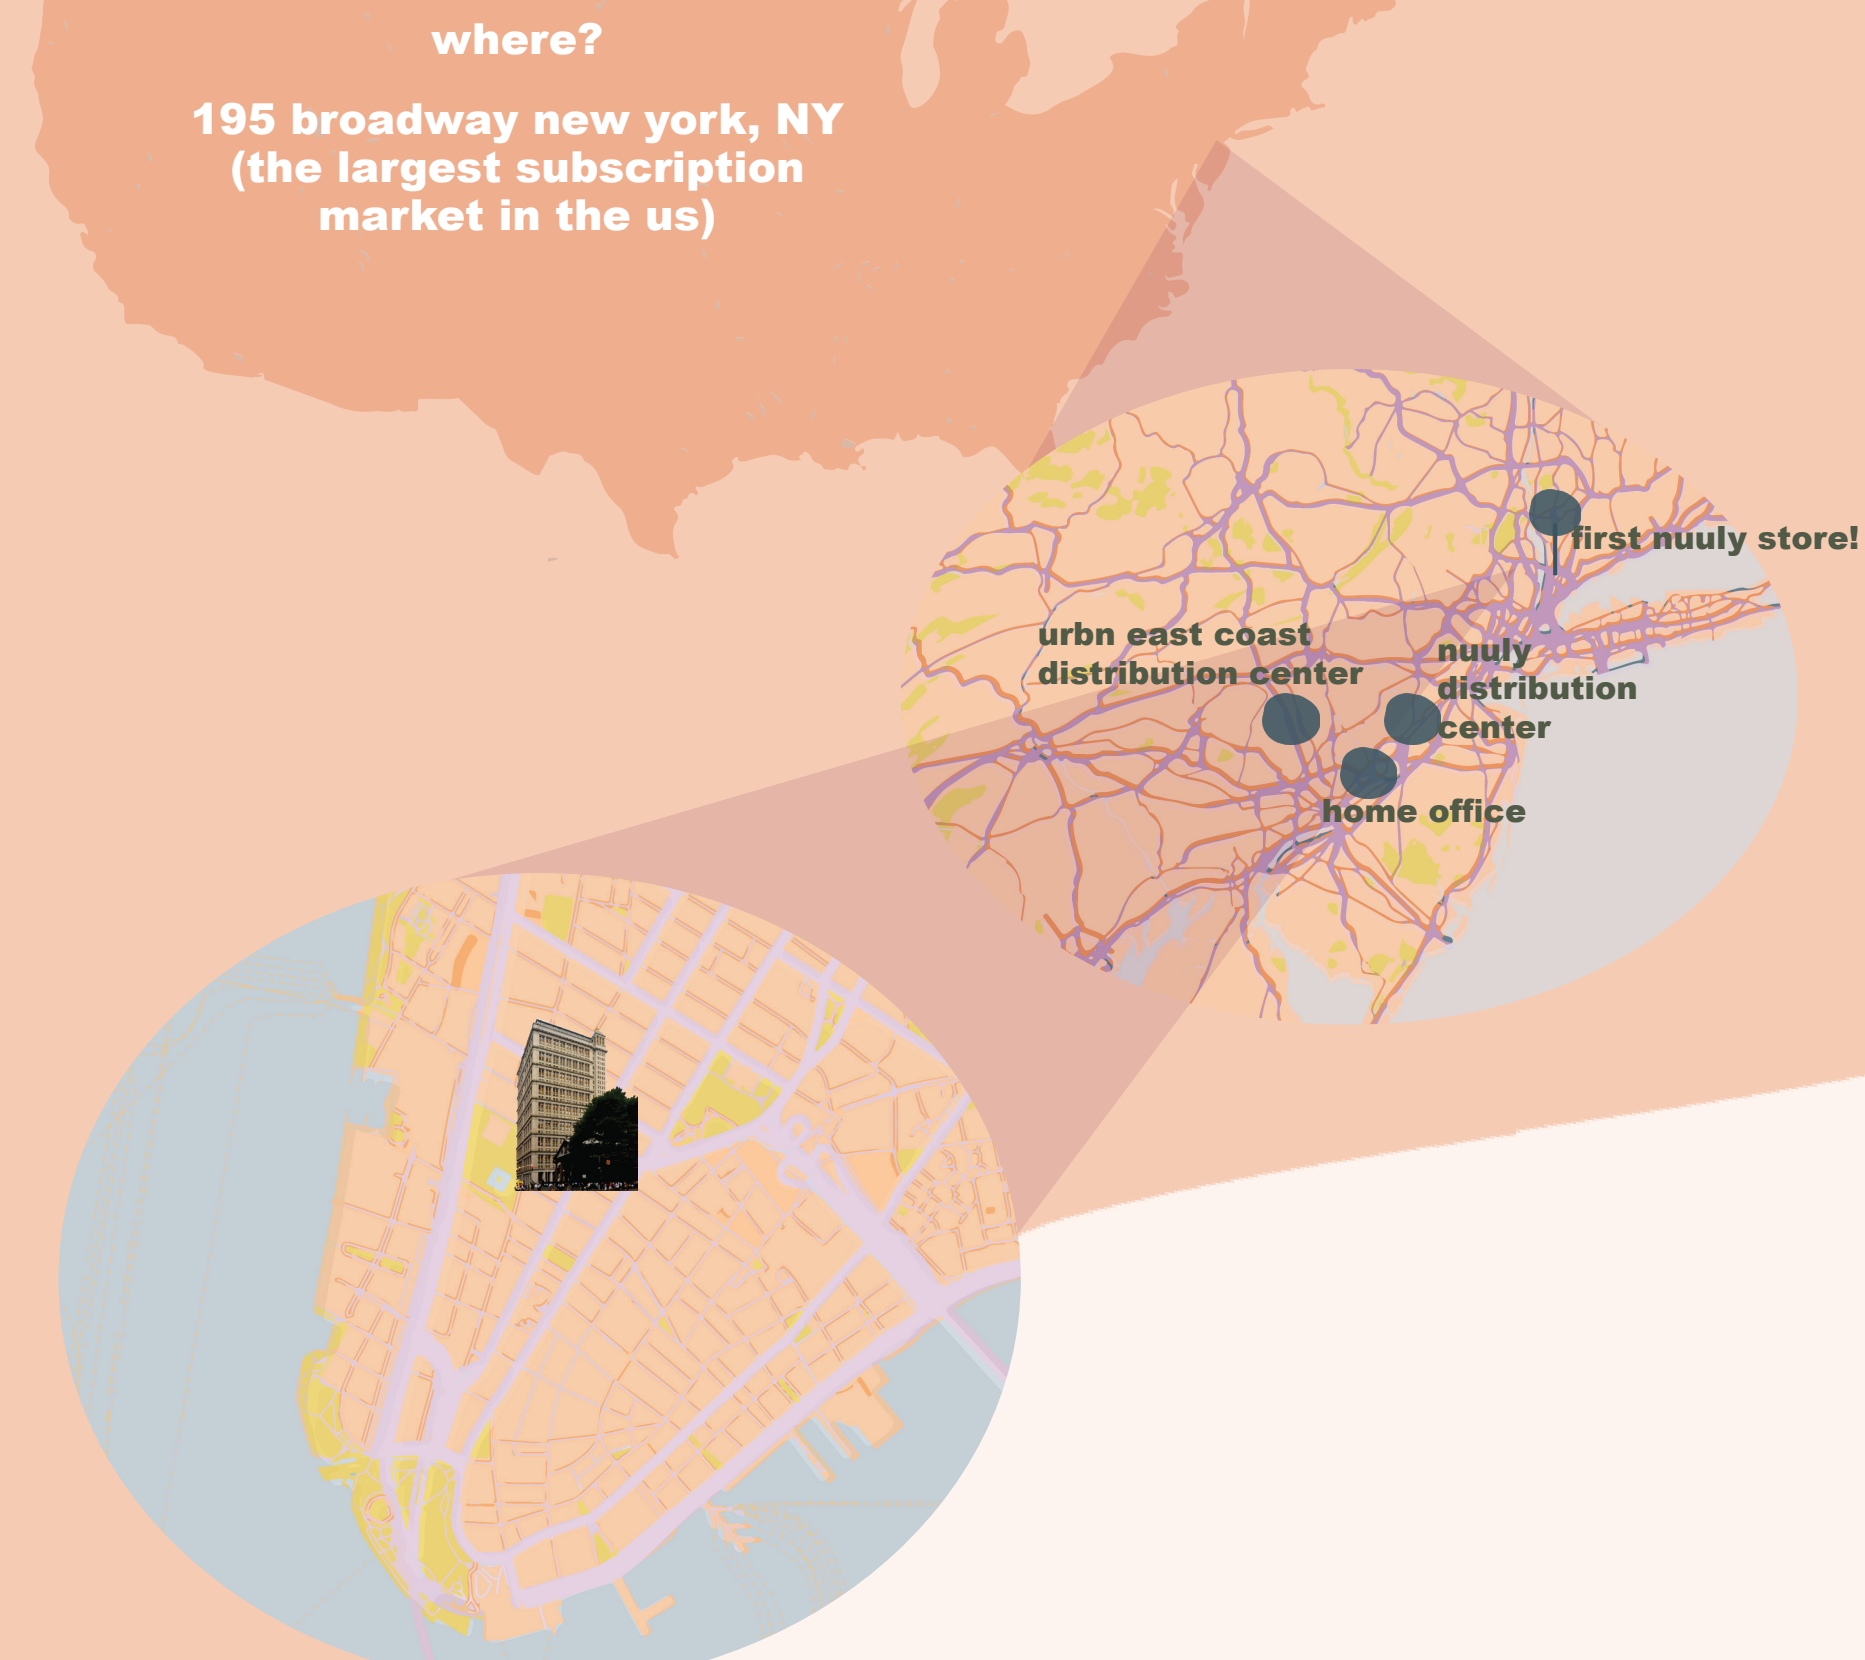 where?
195 broadway new york, NY
(the largest subscription
market in the us)
first nuuly store!
urbn east coast
distribution center
nuuly
distribution
center
home office